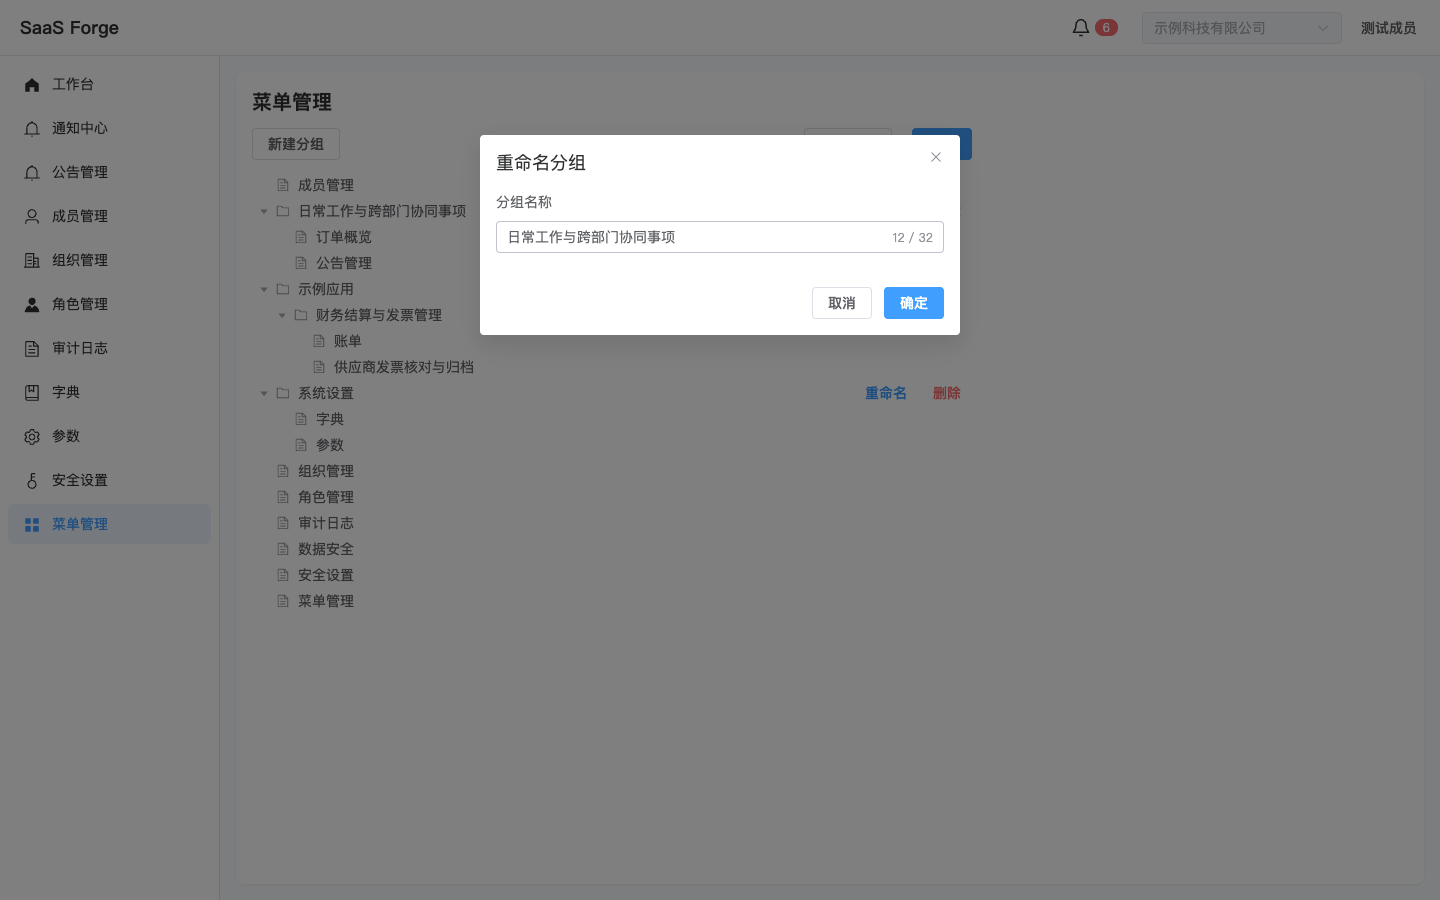 SaaS Forge
6
示例科技有限公司
测试成员
工作台
通知中心
公告管理
成员管理
组织管理
角色管理
审计日志
字典
参数
安全设置
菜单管理
菜单管理
新建分组
成员管理
日常工作与跨部门协同事项
订单概览
公告管理
示例应用
财务结算与发票管理
账单
供应商发票核对与归档
系统设置
重命名 删除
字典
参数
组织管理
角色管理
审计日志
数据安全
安全设置
菜单管理
重命名分组
分组名称
日常工作与跨部门协同事项 12 / 32
取消 确定